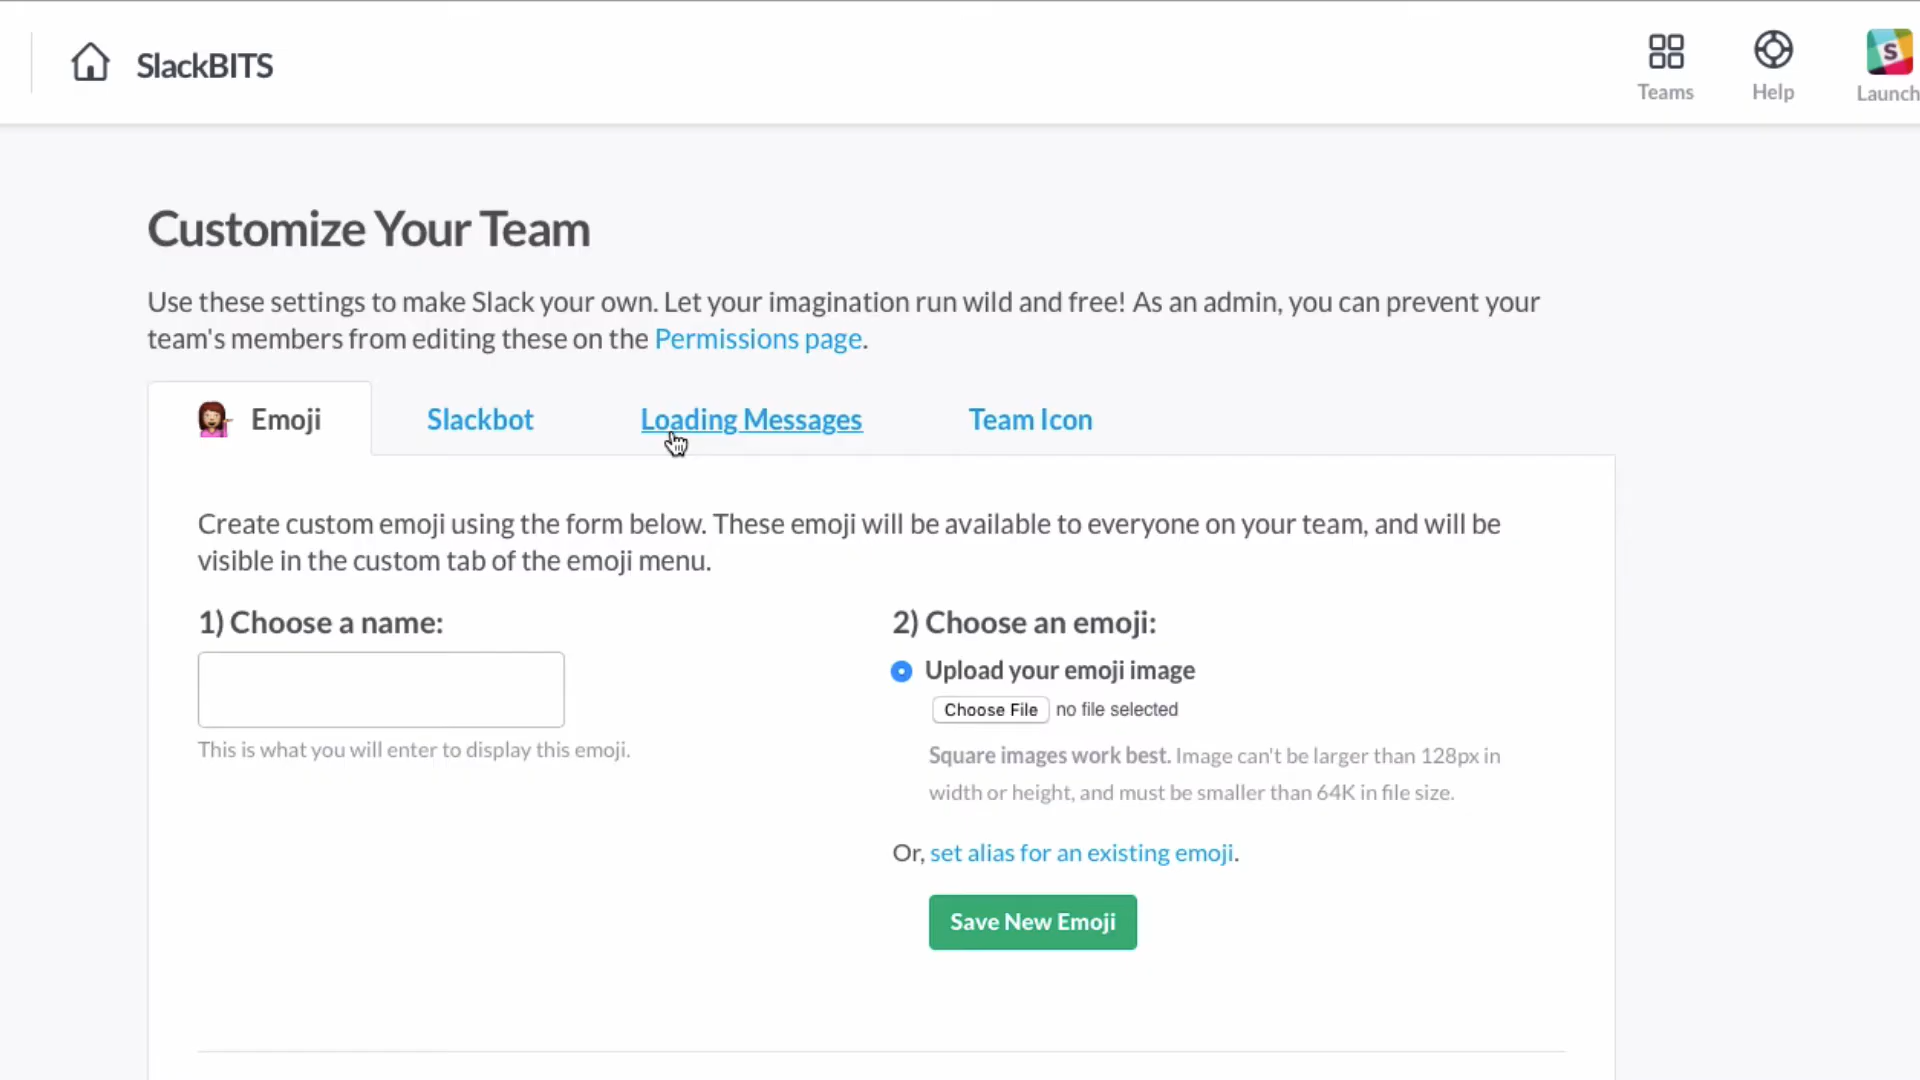 SlackBITS
Teams
Help
S
Launch
Customize Your Team
Use these settings to make Slack your own. Let your imagination run wild and free! As an admin, you can prevent your
team's members from editing these on the Permissions page.
Emoji
Slackbot
Loading Messages
Team Icon
Create custom emoji using the form below. These emoji will be available to everyone on your team, and will be
visible in the custom tab of the emoji menu.
1) Choose a name:
This is what you will enter to display this emoji.
2) Choose an emoji:
Upload your emoji image
Choose File no file selected
Square images work best. Image can't be larger than 128px in
width or height, and must be smaller than 64K in file size.
Or, set alias for an existing emoji.
Save New Emoji